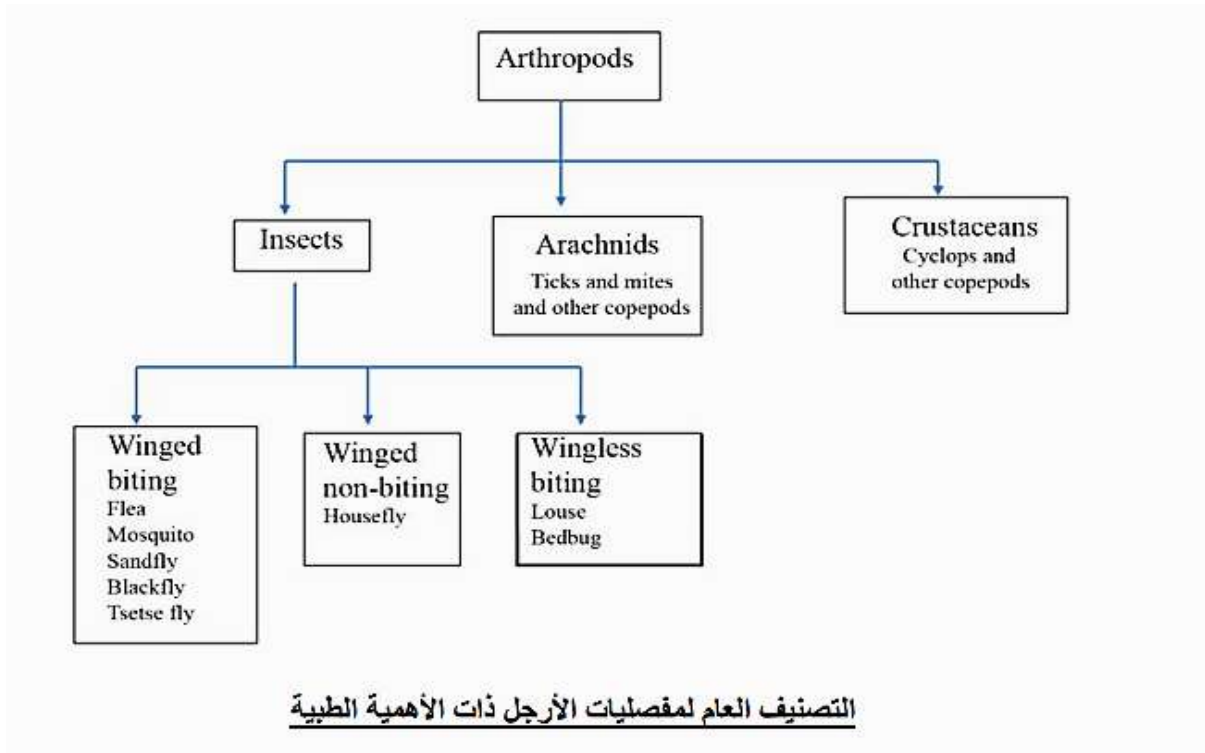 Arthropods
Insects
Arachnids
Ticks and mites
and other copepods
Crustaceans
Cyclops and
other copepods
Winged
biting
Flea
Mosquito
Sandfly
Blackfly
Tsetse fly
Winged
non-biting
Housefly
Wingless
biting
Louse
Bedbug
التصنيف العام لمفصليات الأرجل ذات الأهمية الطبية